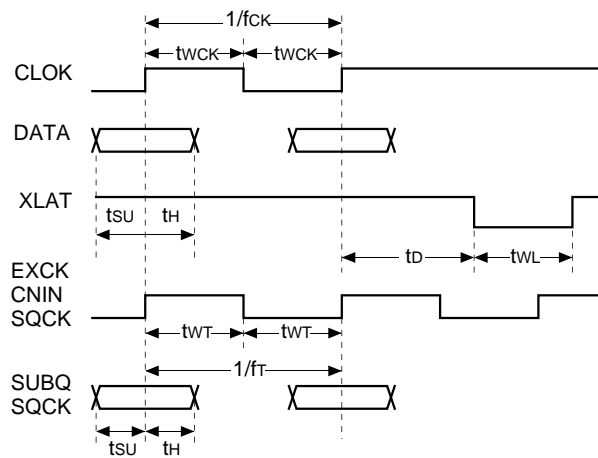 1/fCK
tWCK tWCK
CLOK
DATA
XLAT
tSU tH
tD tWL
EXCK
CNIN
SQCK
tWT tWT
1/fT
SUBQ
SQCK
tSU tH